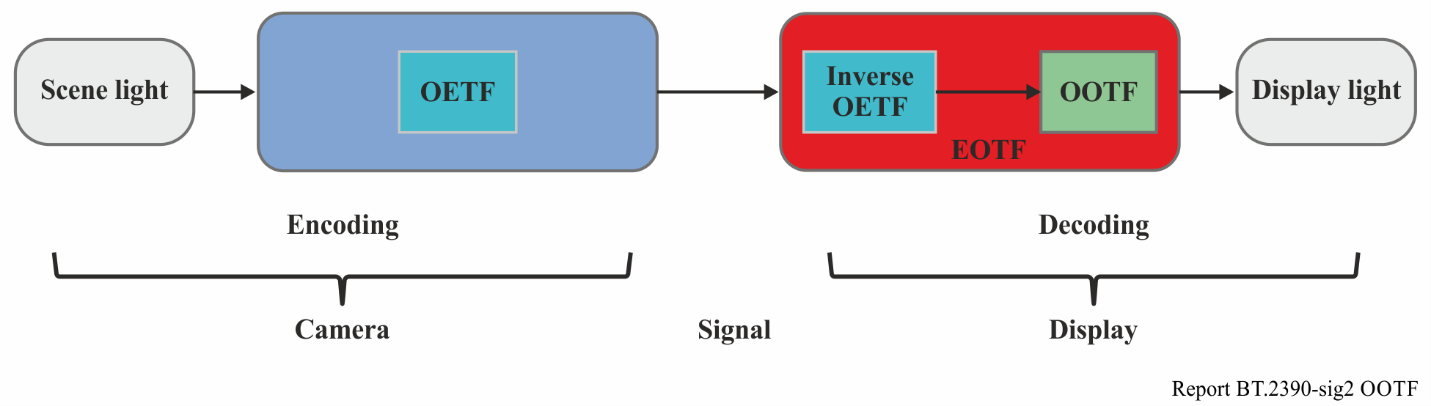 Scene light
OETF
Inverse
OETF
OOTF
EOTF
Display light
Encoding
Decoding
Camera
Signal
Display
Report BT.2390-sig2 OOTF